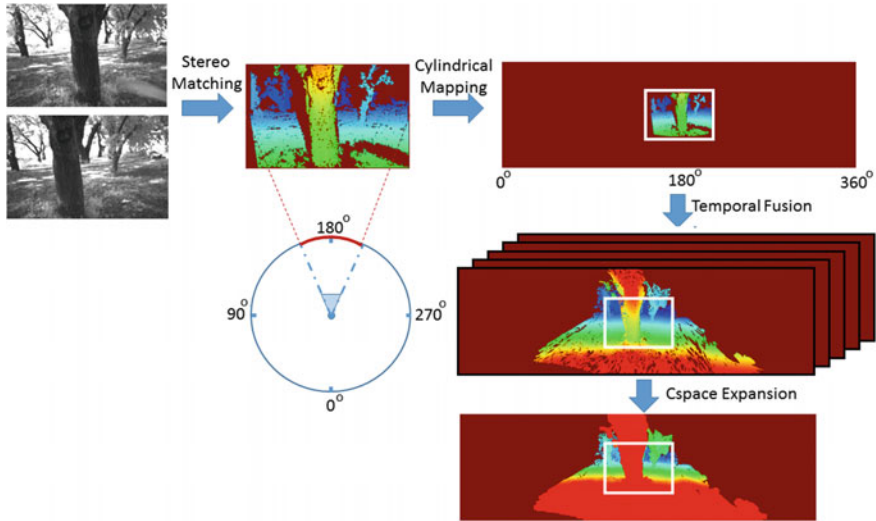 Stereo
Matching
Cylindrical
Mapping
0°
180°
360°
Temporal Fusion
180°
90°
270°
0°
Cspace Expansion